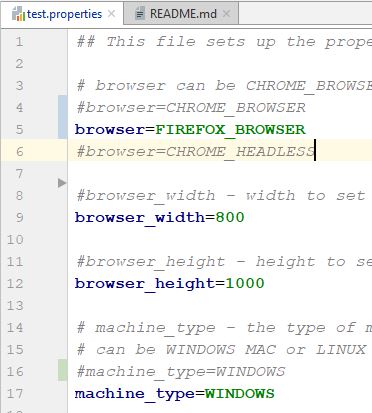 test.properties README.md
1 ## This file sets up the prope
2
3 # browser can be CHROME_BROWSE
4 #browser=CHROME_BROWSER
5 browser=FIREFOX_BROWSER
6 #browser=CHROME_HEADLESS
7
8 #browser_width - width to set
9 browser_width=800
10
11 #browser_height - height to se
12 browser_height=1000
13
14 # machine_type - the type of m
15 # can be WINDOWS MAC or LINUX
16 #machine_type=WINDOWS
17 machine_type=WINDOWS